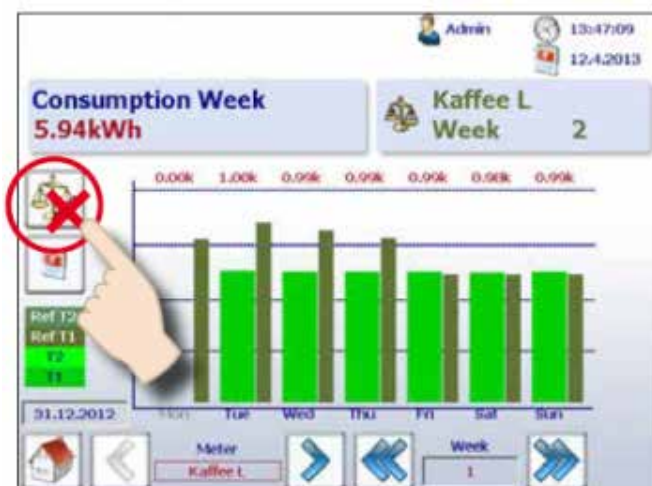 Admin 13:47:09
12.4.2013
Consumption Week
5.94kWh
Kaffee L
Week 2
0.00k 1.00k 0.99k 0.99k 0.99k 0.98k 0.99k
Ref T2
Ref T1
T2
T1
31.12.2012
Mon Tue Wed Thu Fri Sat Sun
Meter
Kaffee L
Week
1